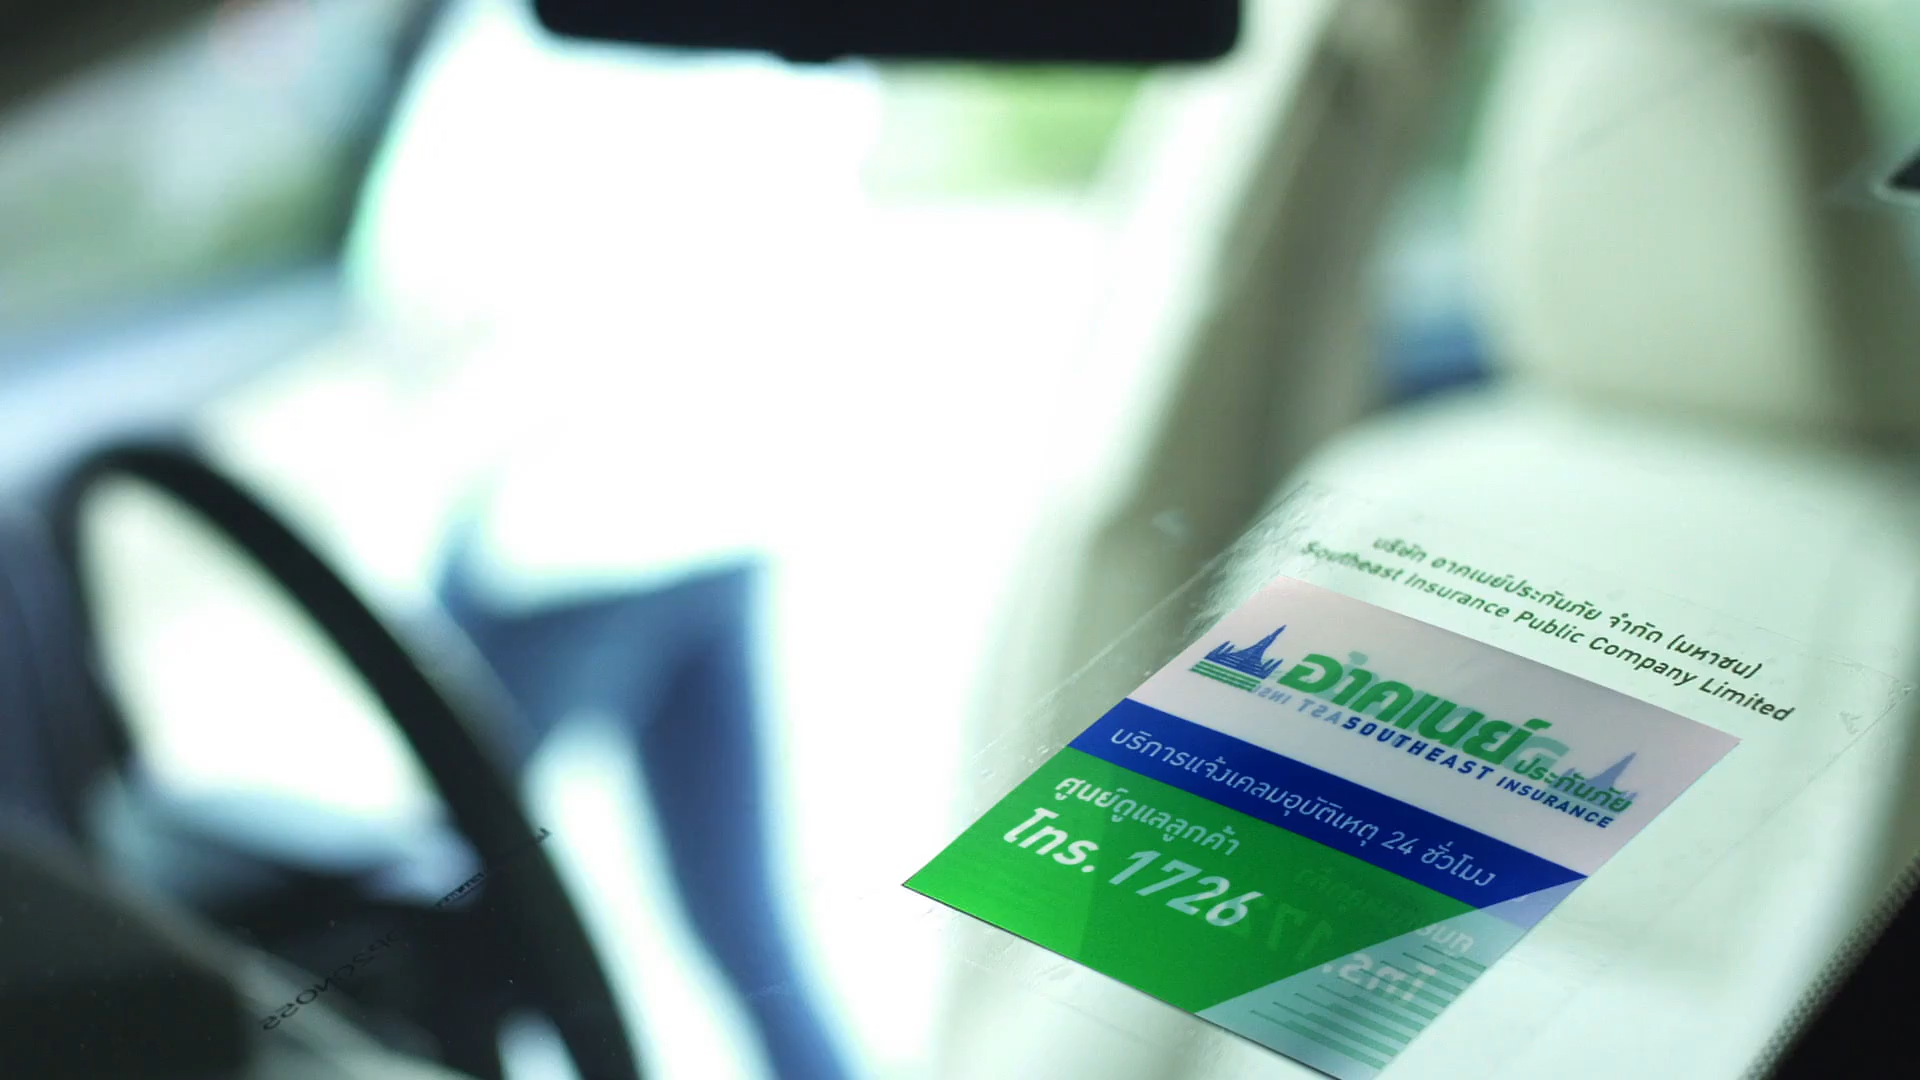 บริษัท อาคเนย์ประกันภัย จำกัด (มหาชน)
Southeast Insurance Public Company Limited
อาคเนย์ประกันภัย
SOUTHEAST INSURANCE
บริการแจ้งเคลมอุบัติเหตุ 24 ชั่วโมง
ศูนย์ดูแลลูกค้า
โทร. 1726